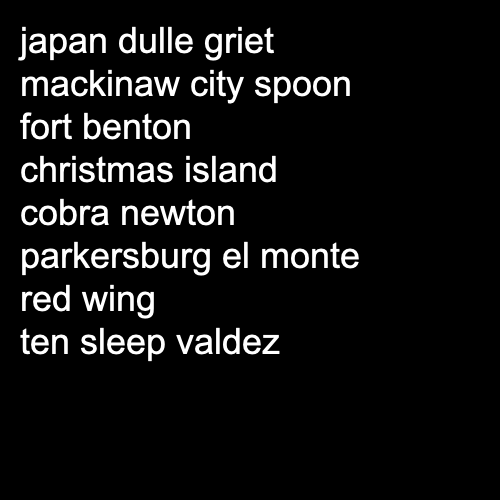 japan dulle griet
mackinaw city spoon
fort benton
christmas island
cobra newton
parkersburg el monte
red wing
ten sleep valdez